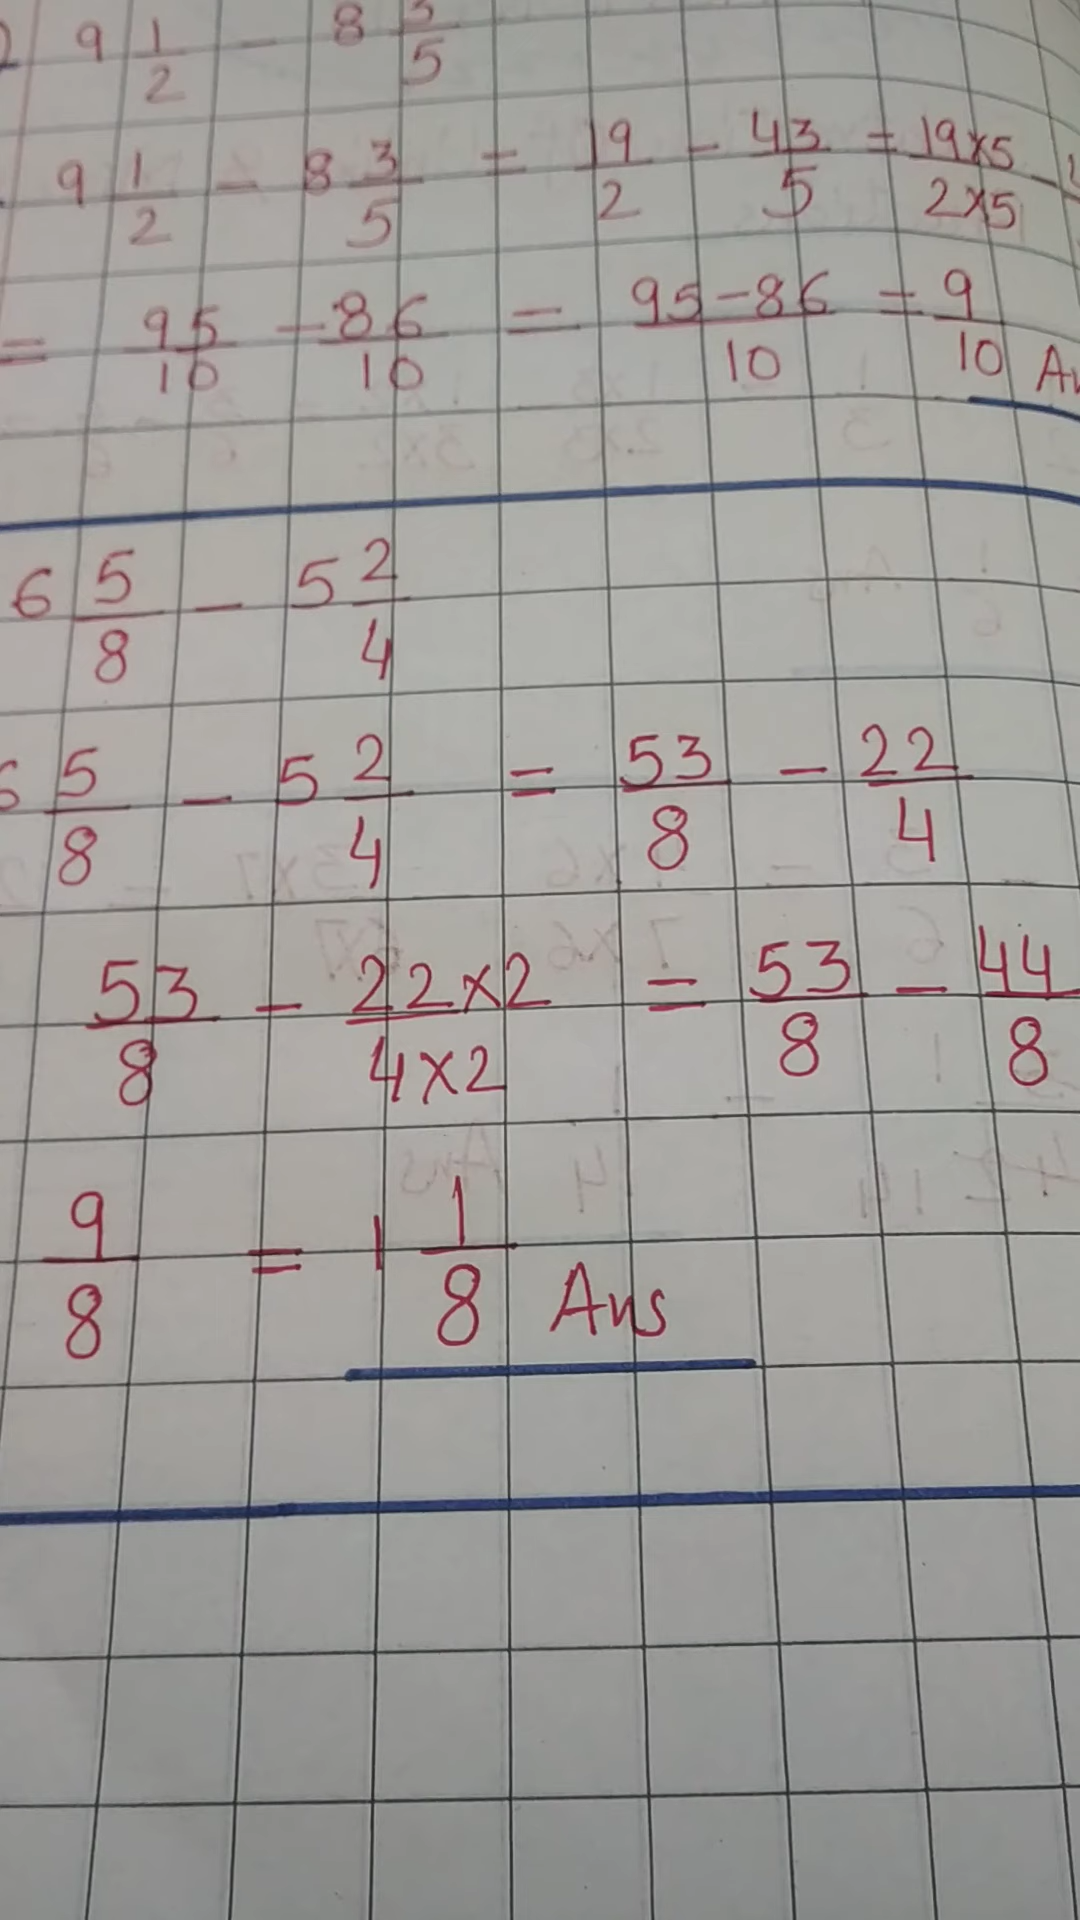 9 1/2 - 8 3/5
9 1/2 - 8 3/5 = 19/2 - 43/5 = 19×5/2×5 -
= 95/10 - 86/10 = 95-86/10 = 9/10
6 5/8 - 5 2/4
6 5/8 - 5 2/4 = 53/8 - 22/4
53/8 - 22×2/4×2 = 53/8 - 44/8
9/8 = 1 1/8 Ans